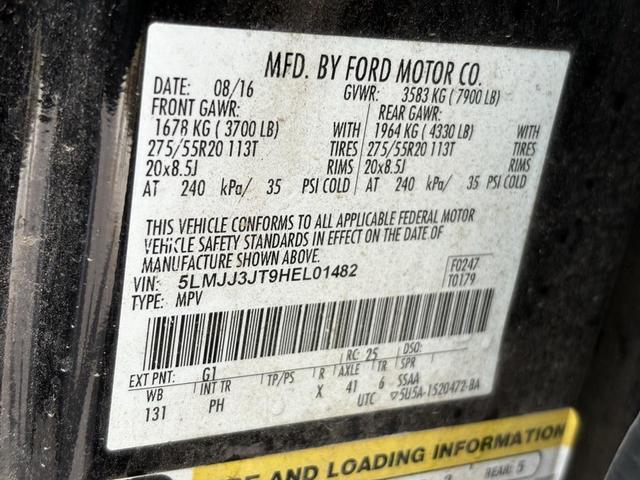 MFD. BY FORD MOTOR CO.
DATE: 08/16 GVWR: 3583 KG ( 7900 LB)
FRONT GAWR: REAR GAWR:
1678 KG ( 3700 LB) WITH 1964 KG ( 4330 LB) WITH
275/55R20 113T TIRES 275/55R20 113T TIRES
20x8.5J RIMS 20x8.5J RIMS
AT 240 kPa/ 35 PSI COLD AT 240 kPa/ 35 PSI COLD
THIS VEHICLE CONFORMS TO ALL APPLICABLE FEDERAL MOTOR
VEHICLE SAFETY STANDARDS IN EFFECT ON THE DATE OF
MANUFACTURE SHOWN ABOVE.
VIN: 5LMJJ3JT9HEL01482 F0247
TYPE: MPV T0179
EXT PNT: G1 RC: 25 DSO:
WB INT TR TP/PS R AXLE TR SPR
131 PH X 41 6 SSAA
UTC ▽5U5A-1520472-BA
AND LOADING INFORMATION
REAR: 5